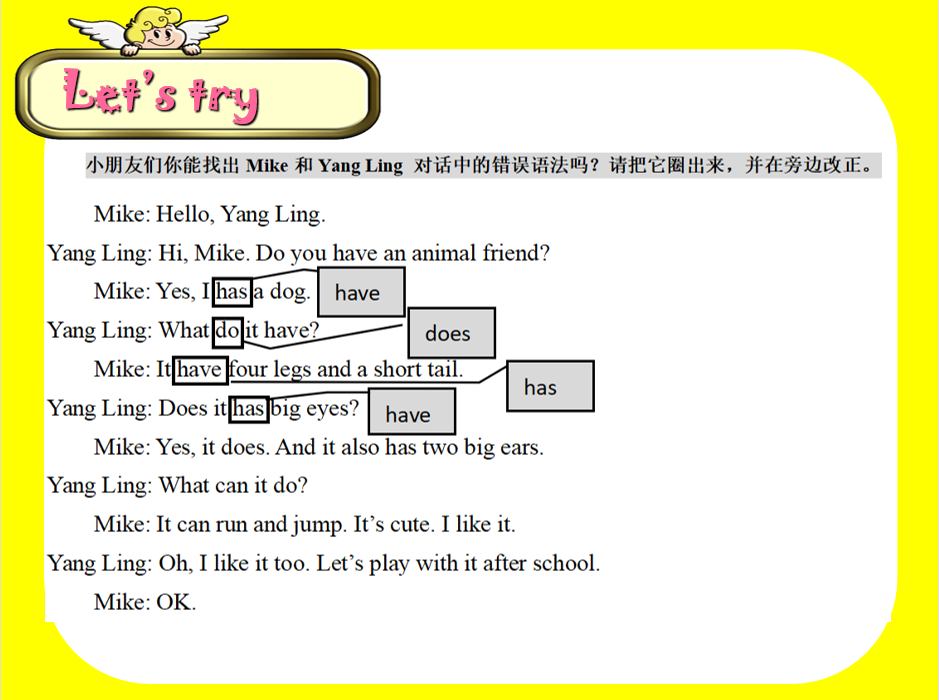 Let's try
小朋友们你能找出 Mike 和 Yang Ling 对话中的错误语法吗？请把它圈出来，并在旁边改正。
Mike: Hello, Yang Ling.
Yang Ling: Hi, Mike. Do you have an animal friend?
Mike: Yes, I has a dog. have
Yang Ling: What do it have? does
Mike: It have four legs and a short tail. has
Yang Ling: Does it has big eyes? have
Mike: Yes, it does. And it also has two big ears.
Yang Ling: What can it do?
Mike: It can run and jump. It’s cute. I like it.
Yang Ling: Oh, I like it too. Let’s play with it after school.
Mike: OK.